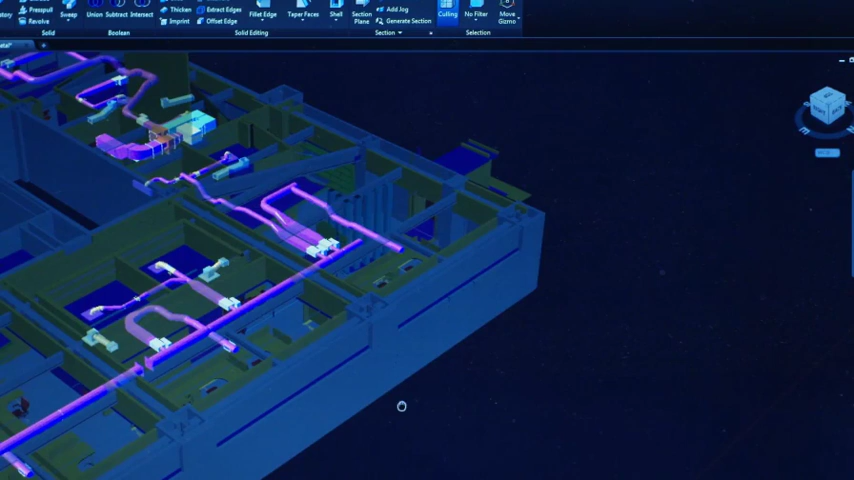 Presspull
Revolve
Sweep
Union Subtract Intersect
Thicken
Imprint
Extract Edges
Offset Edge
Fillet Edge
Taper Faces
Shell
Section Plane
Add Jog
Generate Section
Culling
No Filter
Move Gizmo
Solid
Boolean
Solid Editing
Section
Selection